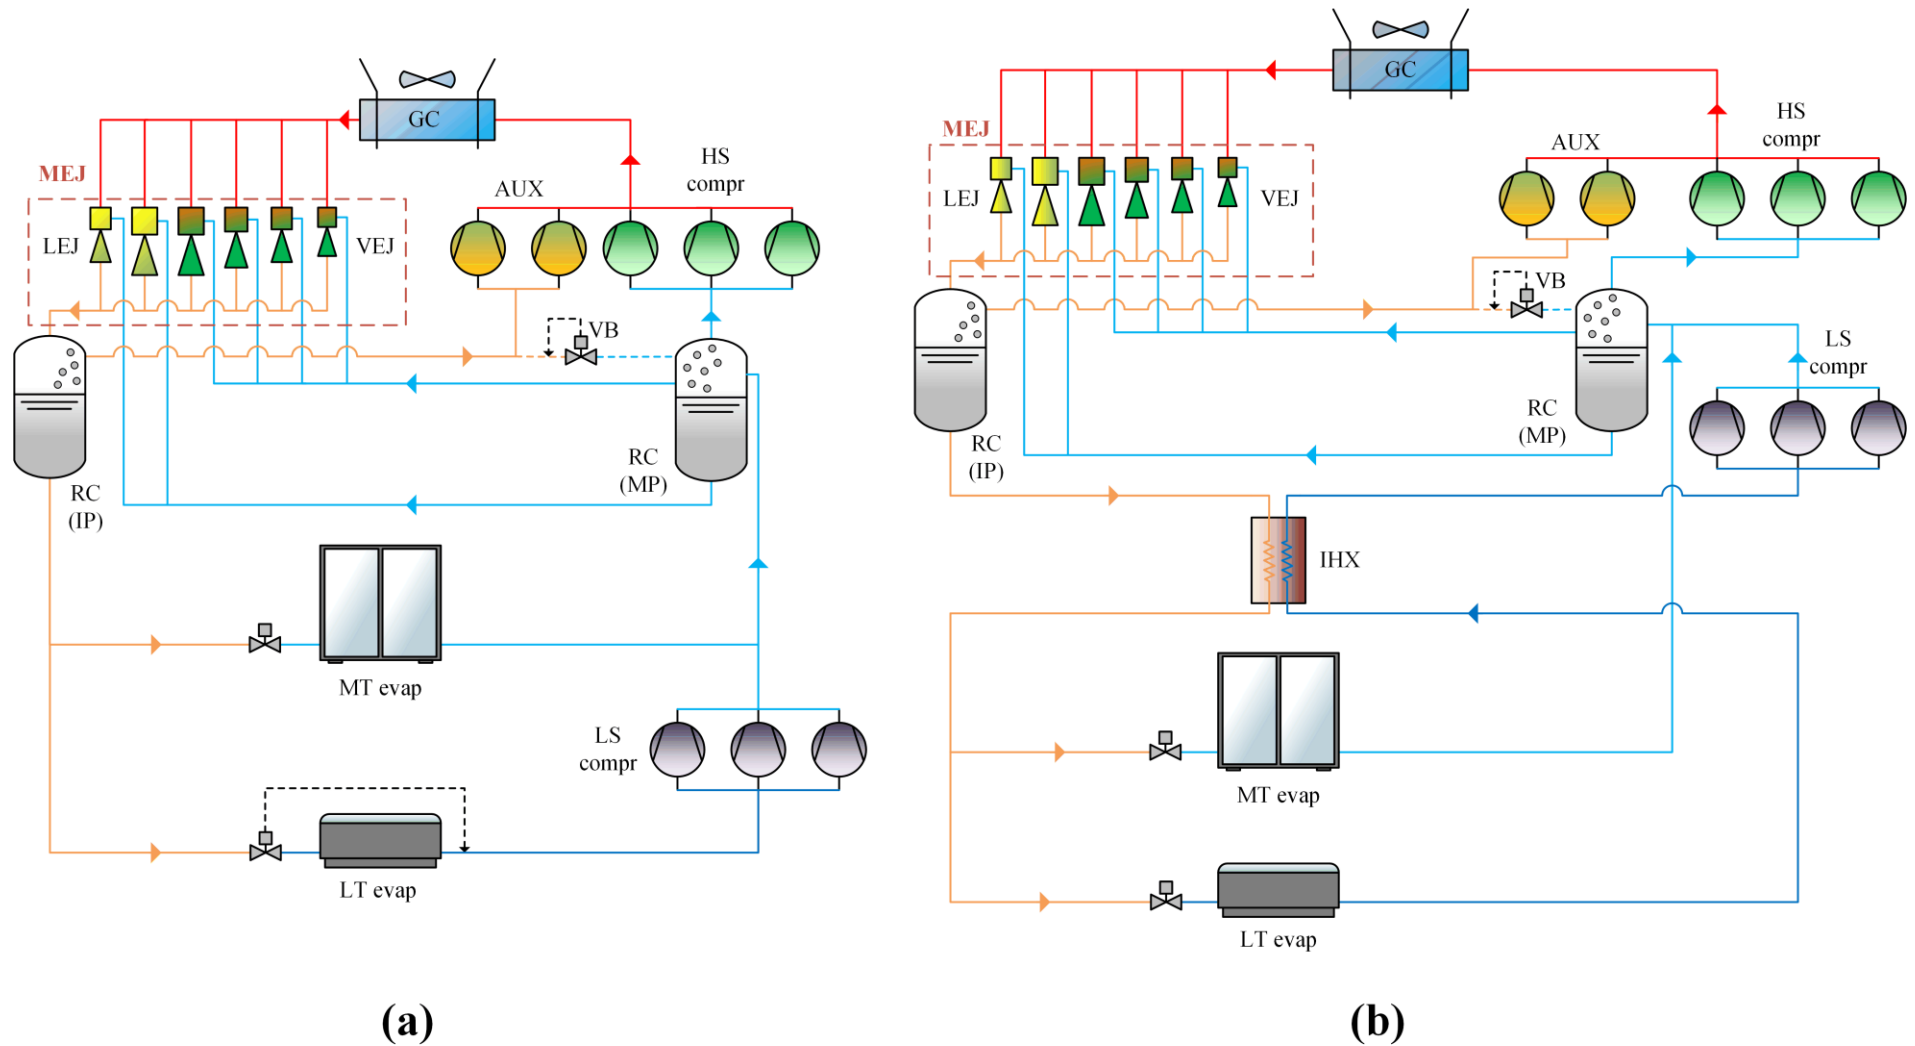 GC
HS
compr
AUX
MEJ
LEJ
VEJ
VB
RC
(IP)
RC
(MP)
MT evap
LS
compr
LT evap
(a)
GC
HS
compr
AUX
MEJ
LEJ
VEJ
VB
LS
compr
RC
(IP)
RC
(MP)
IHX
MT evap
LT evap
(b)